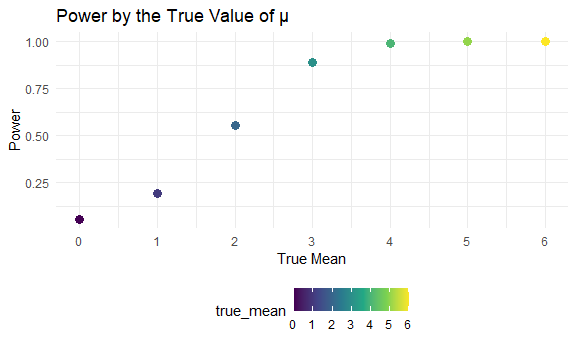 Power by the True Value of μ
1.00
0.75
0.50
0.25
Power
0 1 2 3 4 5 6
True Mean
true_mean
0 1 2 3 4 5 6